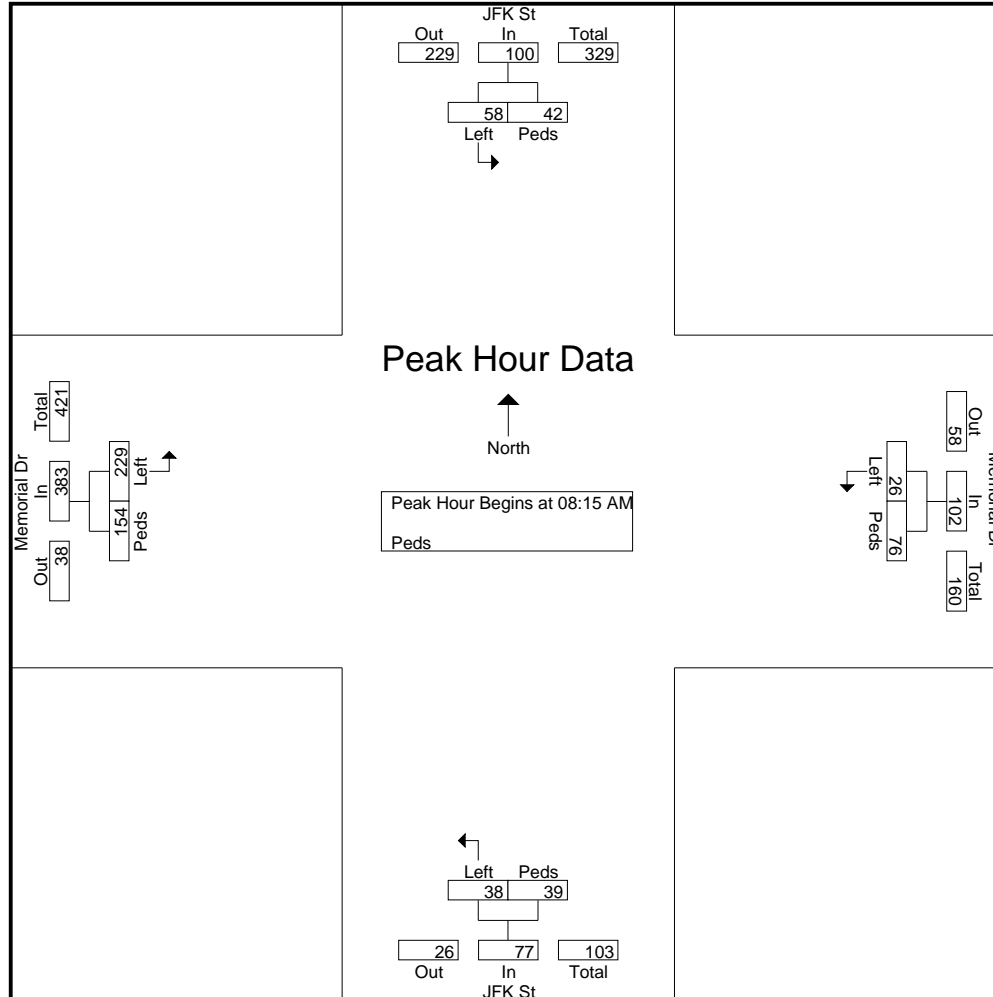 JFK St
Out In Total
229 100 329
58 42
Left Peds
Peak Hour Data
North
Peak Hour Begins at 08:15 AM
Peds
Memorial Dr
Out In Total
38 383 421
154 229
Peds Left
Out In Total
58 102 160
26 76
Left Peds
Left Peds
38 39
26 77 103
Out In Total
JFK St